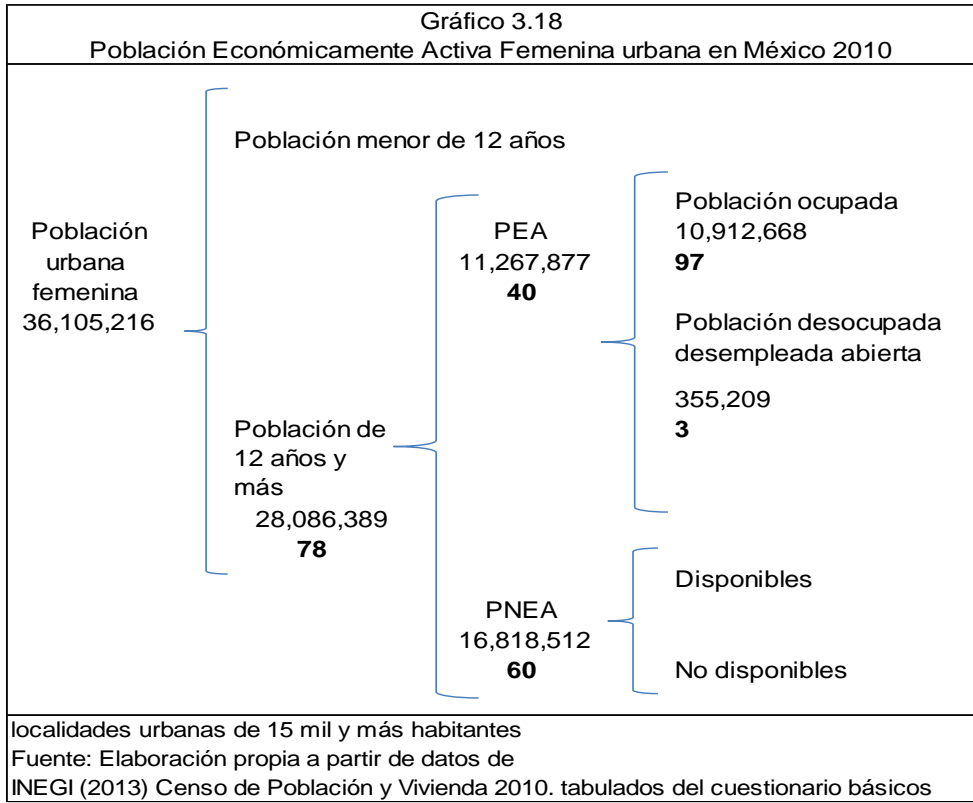 Gráfico 3.18
Población Económicamente Activa Femenina urbana en México 2010
Población
urbana
femenina
36,105,216
Población menor de 12 años
Población de
12 años y
más
28,086,389
78
PEA
11,267,877
40
Población ocupada
10,912,668
97
Población desocupada
desempleada abierta
355,209
3
PNEA
16,818,512
60
Disponibles
No disponibles
localidades urbanas de 15 mil y más habitantes
Fuente: Elaboración propia a partir de datos de
INEGI (2013) Censo de Población y Vivienda 2010. tabulados del cuestionario básicos